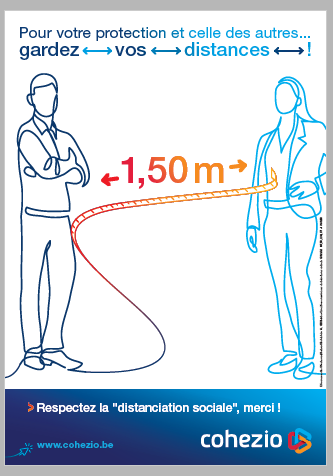 Pour votre protection et celle des autres...
gardez ⟷ vos ⟷ distances ⟷ !
←1,50 m→
> Respectez la "distanciation sociale", merci !
www.cohezio.be
cohezio